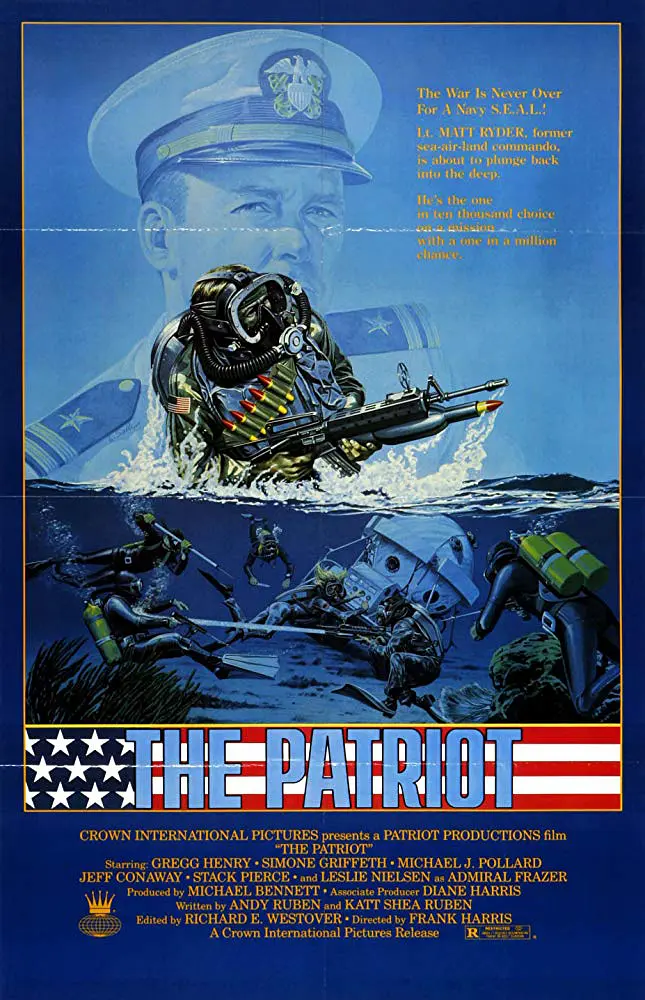 The War Is Never Over
For A Navy S.E.A.L.!
Lt. MATT RYDER, former
sea-air-land commando,
is about to plunge back
into the deep.
He's the one
in ten thousand choice
on a mission
with a one in a million
chance.
THE PATRIOT
CROWN INTERNATIONAL PICTURES presents a PATRIOT PRODUCTIONS film
"THE PATRIOT"
Starring: GREGG HENRY • SIMONE GRIFFETH • MICHAEL J. POLLARD
JEFF CONAWAY • STACK PIERCE • and LESLIE NIELSEN as ADMIRAL FRAZER
Produced by MICHAEL BENNETT • Associate Producer DIANE HARRIS
Written by ANDY RUBEN and KATT SHEA RUBEN
Edited by RICHARD E. WESTOVER • Directed by FRANK HARRIS
A Crown International Pictures Release
R RESTRICTED